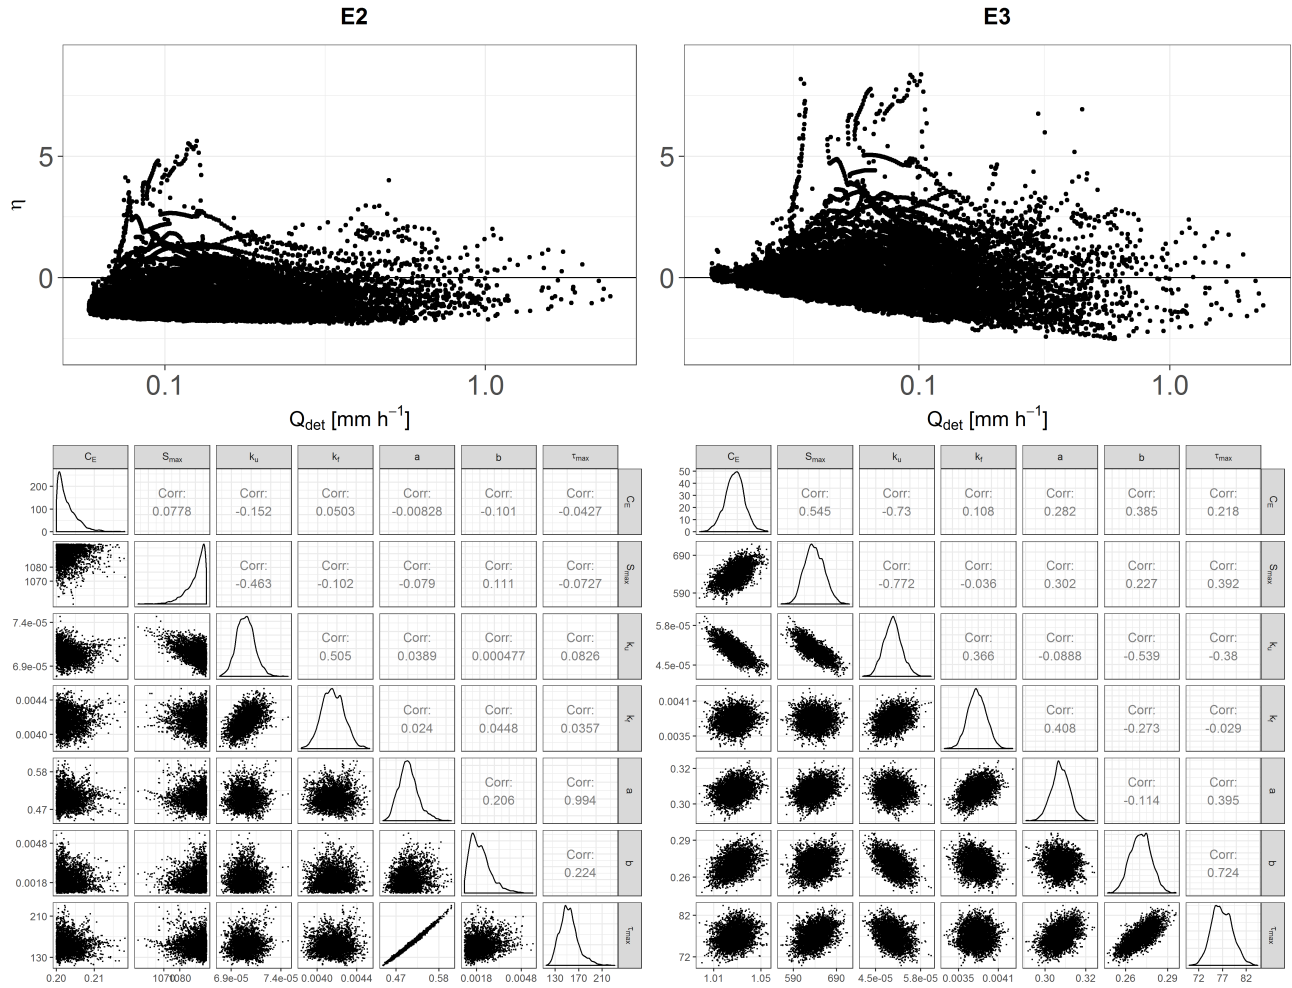 E2 E3
5
0
η
0.1 1.0
Q_det [mm h⁻¹]
5
0
0.1 1.0
Q_det [mm h⁻¹]
C_E S_max k_u k_f a b τ_max
200 100 0 Corr: 0.0778 Corr: -0.152 Corr: 0.0503 Corr: -0.00828 Corr: -0.101 Corr: -0.0427 C_E
1080 1070 Corr: -0.463 Corr: -0.102 Corr: -0.079 Corr: 0.111 Corr: -0.0727 S_max
7.4e-05 6.9e-05 Corr: 0.505 Corr: 0.0389 Corr: 0.000477 Corr: 0.0826 k_u
0.0044 0.0040 Corr: 0.024 Corr: 0.0448 Corr: 0.0357 k_f
0.58 0.47 Corr: 0.206 Corr: 0.994 a
0.0048 0.0018 Corr: 0.224 b
210 130 τ_max
0.20 0.21 1070 1080 6.9e-05 7.4e-05 0.0040 0.0044 0.47 0.58 0.0018 0.0048 130 170 210
C_E S_max k_u k_f a b τ_max
50 40 30 20 10 0 Corr: 0.545 Corr: -0.73 Corr: 0.108 Corr: 0.282 Corr: 0.385 Corr: 0.218 C_E
690 590 Corr: -0.772 Corr: -0.036 Corr: 0.302 Corr: 0.227 Corr: 0.392 S_max
5.8e-05 4.5e-05 Corr: 0.366 Corr: -0.0888 Corr: -0.539 Corr: -0.38 k_u
0.0041 0.0035 Corr: 0.408 Corr: -0.273 Corr: -0.029 k_f
0.32 0.30 Corr: -0.114 Corr: 0.395 a
0.29 0.26 Corr: 0.724 b
82 72 τ_max
1.01 1.05 590 690 4.5e-05 5.8e-05 0.0035 0.0041 0.30 0.32 0.26 0.29 72 77 82